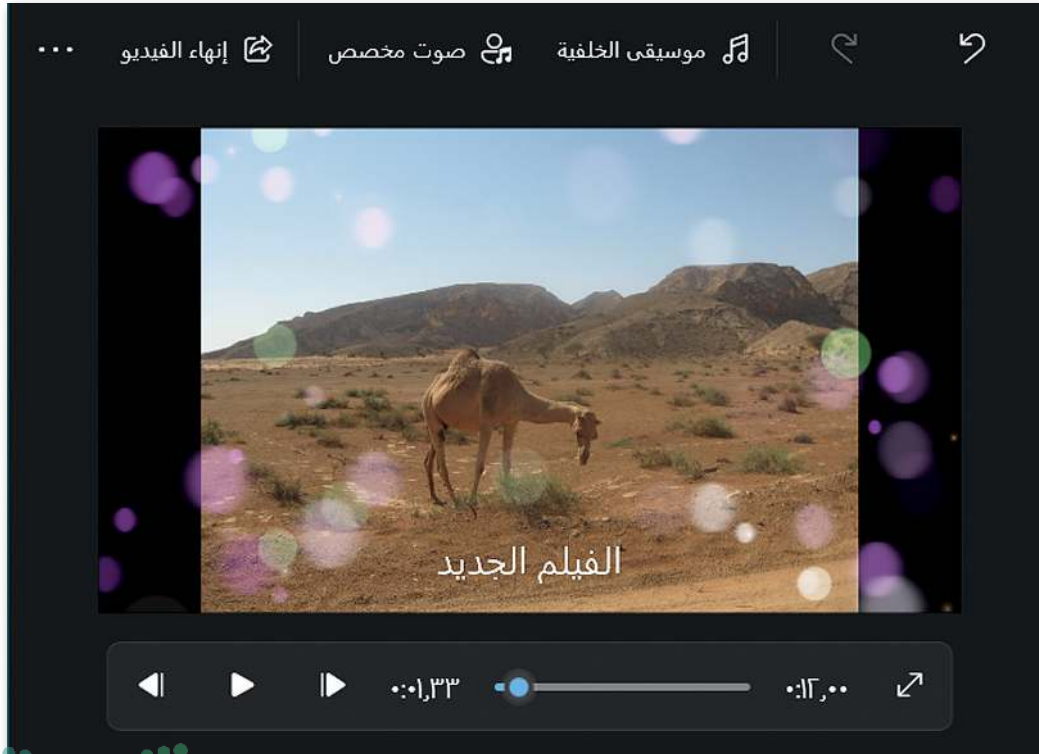 موسيقى الخلفية
صوت مخصص
إنهاء الفيديو
الفيلم الجديد
٠:٠١,٣٣
٠:١٢,٠٠